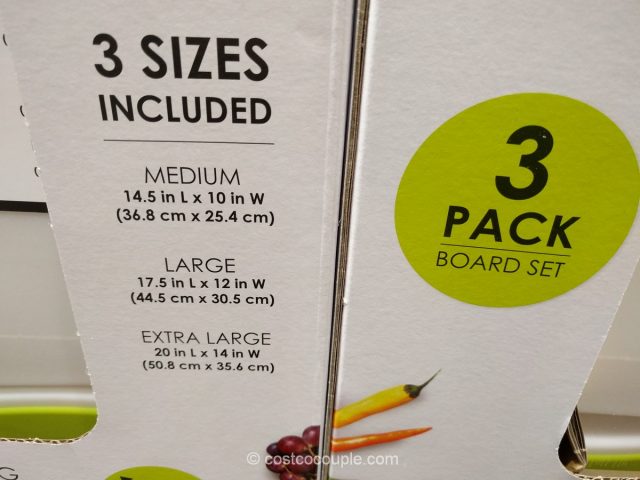 3 SIZES
INCLUDED
MEDIUM
14.5 in L x 10 in W
(36.8 cm x 25.4 cm)
LARGE
17.5 in L x 12 in W
(44.5 cm x 30.5 cm)
EXTRA LARGE
20 in L x 14 in W
(50.8 cm x 35.6 cm)
3
PACK
BOARD SET
© costcocouple.com